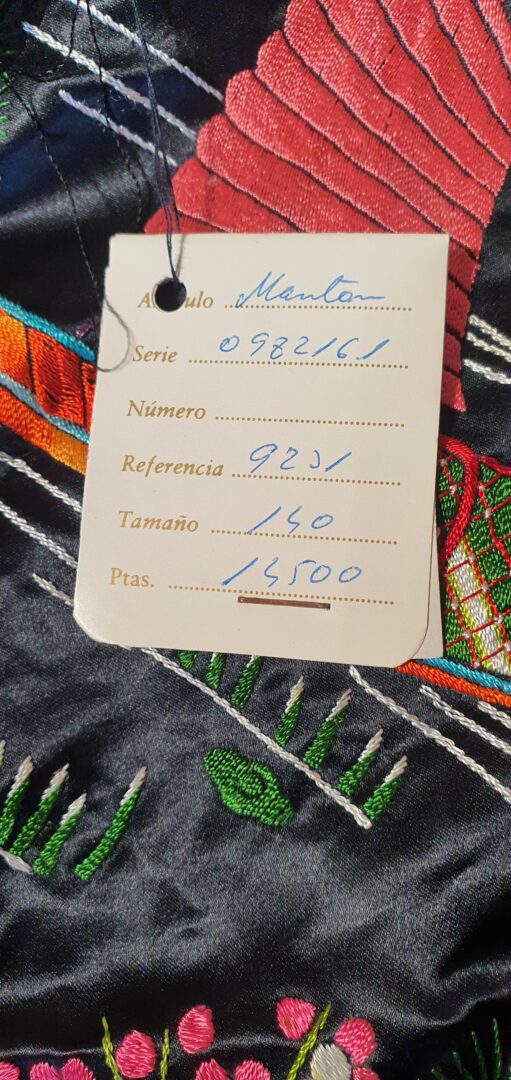 Artículo Manton
Serie 0982161
Número
Referencia 9231
Tamaño 140
Ptas. 14500